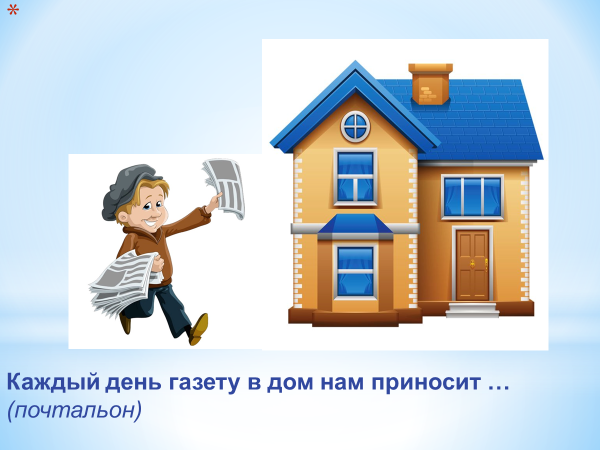 *
Каждый день газету в дом нам приносит …
(почтальон)